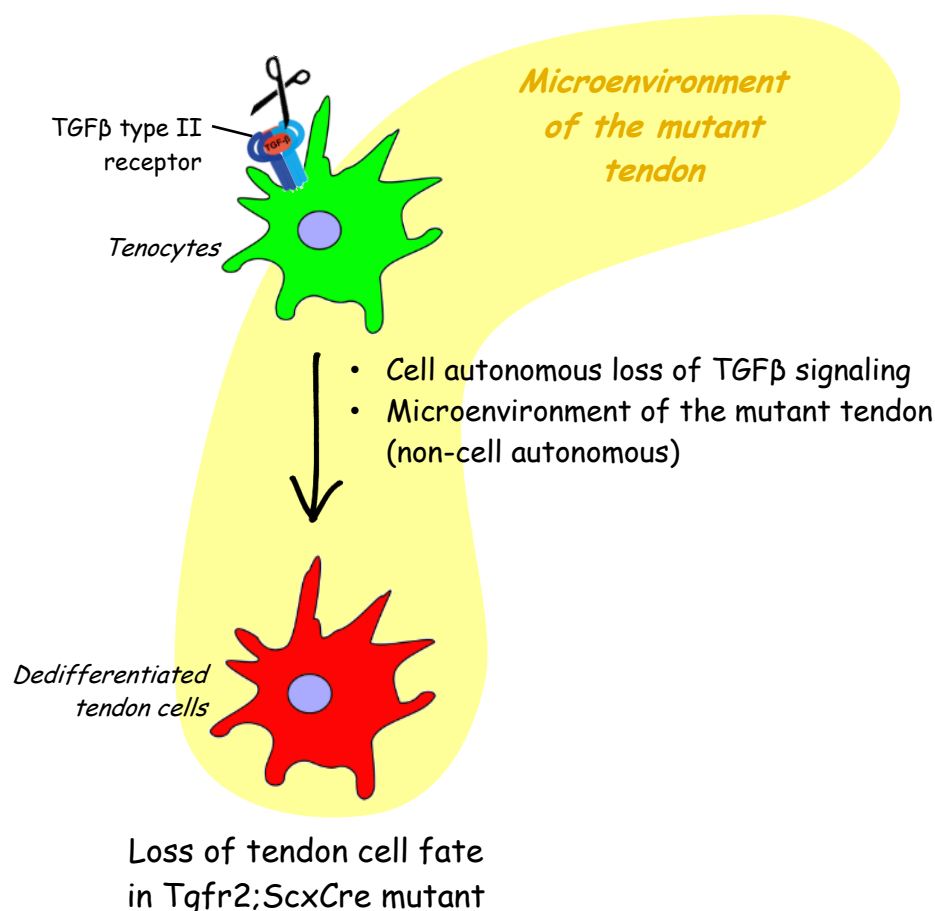 Microenvironment
of the mutant
tendon
TGFβ type II
receptor
TGF-β
Tenocytes
• Cell autonomous loss of TGFβ signaling
• Microenvironment of the mutant tendon
(non-cell autonomous)
Dedifferentiated
tendon cells
Loss of tendon cell fate
in Tgfr2;ScxCre mutant